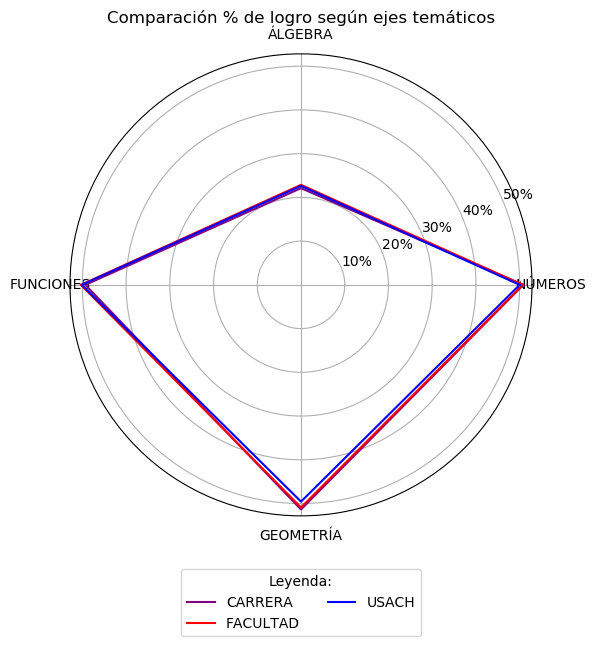 Comparación % de logro según ejes temáticos
ÁLGEBRA
50%
40%
30%
20%
10%
FUNCIONES
NÚMEROS
GEOMETRÍA
Leyenda:
CARRERA
USACH
FACULTAD